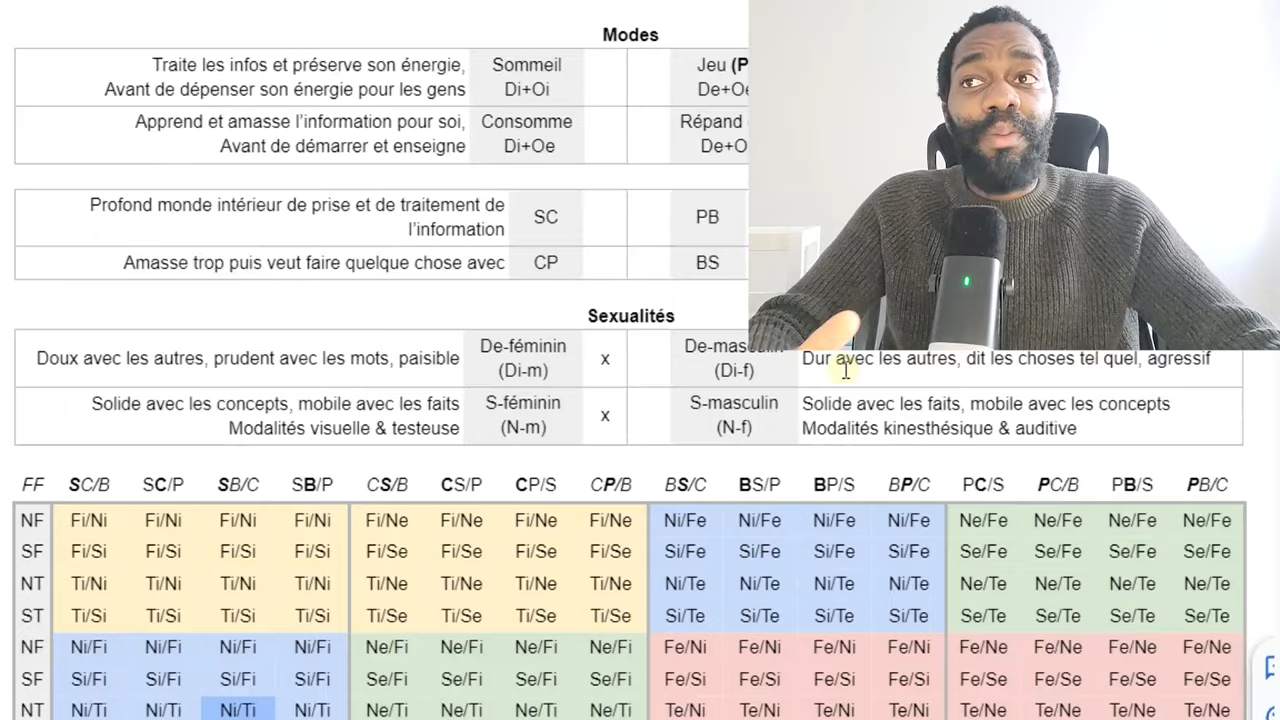 Modes
Traite les infos et préserve son énergie, Sommeil Jeu (P
Avant de dépenser son énergie pour les gens Di+Oi De+Oe
Apprend et amasse l'information pour soi, Consomme Répand
Avant de démarrer et enseigne Di+Oe De+O
Profond monde intérieur de prise et de traitement de
l'information SC PB
Amasse trop puis veut faire quelque chose avec CP BS
Sexualités
Doux avec les autres, prudent avec les mots, paisible De-féminin x De-masculin Dur avec les autres, dit les choses tel quel, agressif
(Di-m) (Di-f)
Solide avec les concepts, mobile avec les faits S-féminin x S-masculin Solide avec les faits, mobile avec les concepts
Modalités visuelle & testeuse (N-m) (N-f) Modalités kinesthésique & auditive
FF SC/B SC/P SB/C SB/P CS/B CS/P CP/S CP/B BS/C BS/P BP/S BP/C PC/S PC/B PB/S PB/C
NF Fi/Ni Fi/Ni Fi/Ni Fi/Ni Fi/Ne Fi/Ne Fi/Ne Fi/Ne Ni/Fe Ni/Fe Ni/Fe Ni/Fe Ne/Fe Ne/Fe Ne/Fe Ne/Fe
SF Fi/Si Fi/Si Fi/Si Fi/Si Fi/Se Fi/Se Fi/Se Fi/Se Si/Fe Si/Fe Si/Fe Si/Fe Se/Fe Se/Fe Se/Fe Se/Fe
NT Ti/Ni Ti/Ni Ti/Ni Ti/Ni Ti/Ne Ti/Ne Ti/Ne Ti/Ne Ni/Te Ni/Te Ni/Te Ni/Te Ne/Te Ne/Te Ne/Te Ne/Te
ST Ti/Si Ti/Si Ti/Si Ti/Si Ti/Se Ti/Se Ti/Se Ti/Se Si/Te Si/Te Si/Te Si/Te Se/Te Se/Te Se/Te Se/Te
NF Ni/Fi Ni/Fi Ni/Fi Ni/Fi Ne/Fi Ne/Fi Ne/Fi Ne/Fi Fe/Ni Fe/Ni Fe/Ni Fe/Ni Fe/Ne Fe/Ne Fe/Ne Fe/Ne
SF Si/Fi Si/Fi Si/Fi Si/Fi Se/Fi Se/Fi Se/Fi Se/Fi Fe/Si Fe/Si Fe/Si Fe/Si Fe/Se Fe/Se Fe/Se Fe/Se
NT Ni/Ti Ni/Ti Ni/Ti Ni/Ti Ne/Ti Ne/Ti Ne/Ti Ne/Ti Te/Ni Te/Ni Te/Ni Te/Ni Te/Ne Te/Ne Te/Ne Te/Ne